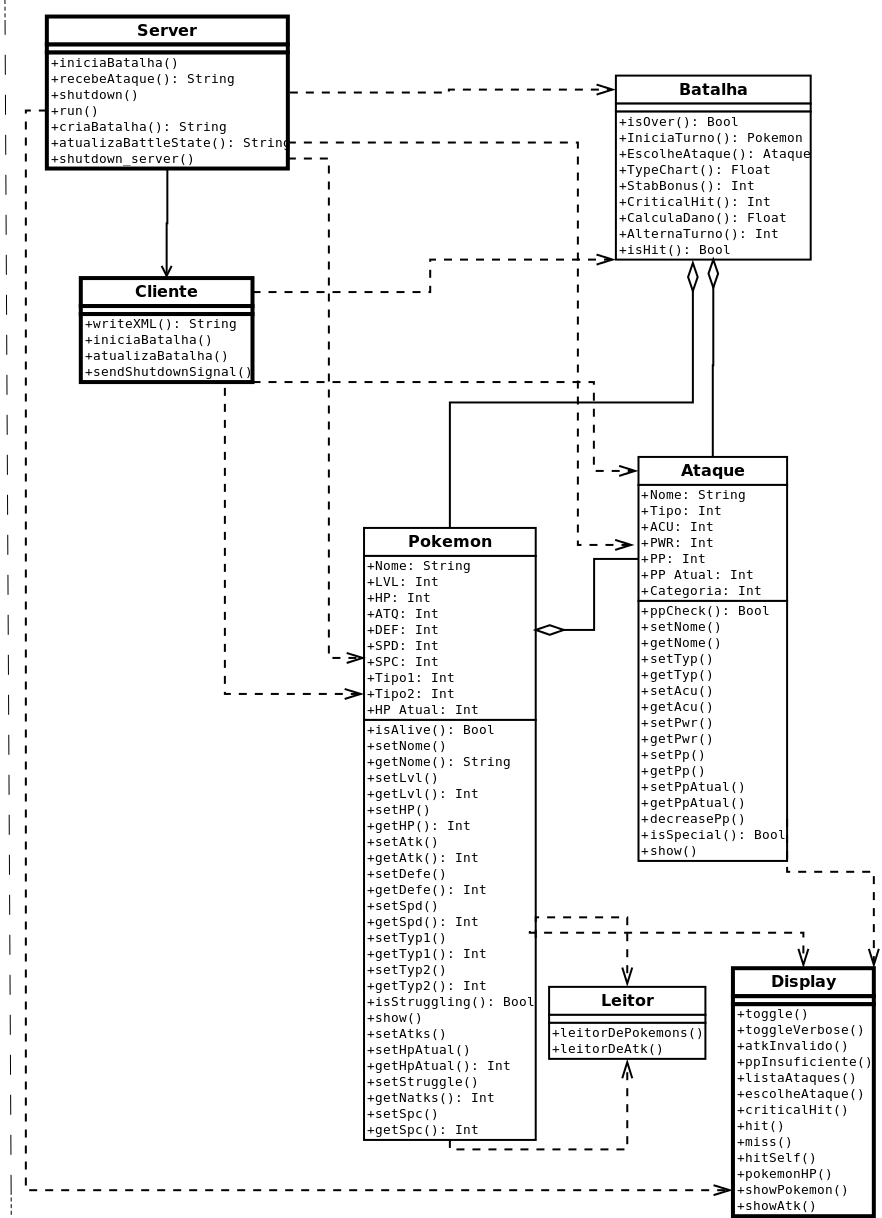 Server
+iniciaBatalha()
+recebeAtaque(): String
+shutdown()
+run()
+criaBatalha(): String
+atualizaBattleState(): String
+shutdown_server()
Batalha
+isOver(): Bool
+IniciaTurno(): Pokemon
+EscolheAtaque(): Ataque
+TypeChart(): Float
+StabBonus(): Int
+CriticalHit(): Int
+CalculaDano(): Float
+AlternaTurno(): Int
+isHit(): Bool
Cliente
+writeXML(): String
+iniciaBatalha()
+atualizaBatalha()
+sendShutdownSignal()
Ataque
+Nome: String
+Tipo: Int
+ACU: Int
+PWR: Int
+PP: Int
+PP Atual: Int
+Categoria: Int
+ppCheck(): Bool
+setNome()
+getNome()
+setTyp()
+getTyp()
+setAcu()
+getAcu()
+setPwr()
+getPwr()
+setPp()
+getPp()
+setPpAtual()
+getPpAtual()
+decreasePp()
+isSpecial(): Bool
+show()
Pokemon
+Nome: String
+LVL: Int
+HP: Int
+ATQ: Int
+DEF: Int
+SPD: Int
+SPC: Int
+Tipo1: Int
+Tipo2: Int
+HP Atual: Int
+isAlive(): Bool
+setNome()
+getNome(): String
+setLvl()
+getLvl(): Int
+setHP()
+getHP(): Int
+setAtk()
+getAtk(): Int
+setDefe()
+getDefe(): Int
+setSpd()
+getSpd(): Int
+setTyp1()
+getTyp1(): Int
+setTyp2()
+getTyp2(): Int
+isStruggling(): Bool
+show()
+setAtks()
+setHpAtual()
+getHpAtual(): Int
+setStruggle()
+getNatks(): Int
+setSpc()
+getSpc(): Int
Leitor
+leitorDePokemons()
+leitorDeAtk()
Display
+toggle()
+toggleVerbose()
+atkInvalido()
+ppInsuficiente()
+listaAtaques()
+escolheAtaque()
+criticalHit()
+hit()
+miss()
+hitSelf()
+pokemonHP()
+showPokemon()
+showAtk()